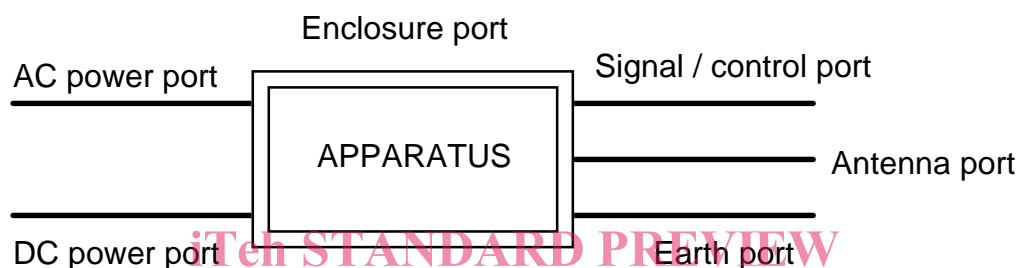 Enclosure port
AC power port
Signal / control port
APPARATUS
Antenna port
DC power port
Earth port
iTeh STANDARD PREVIEW